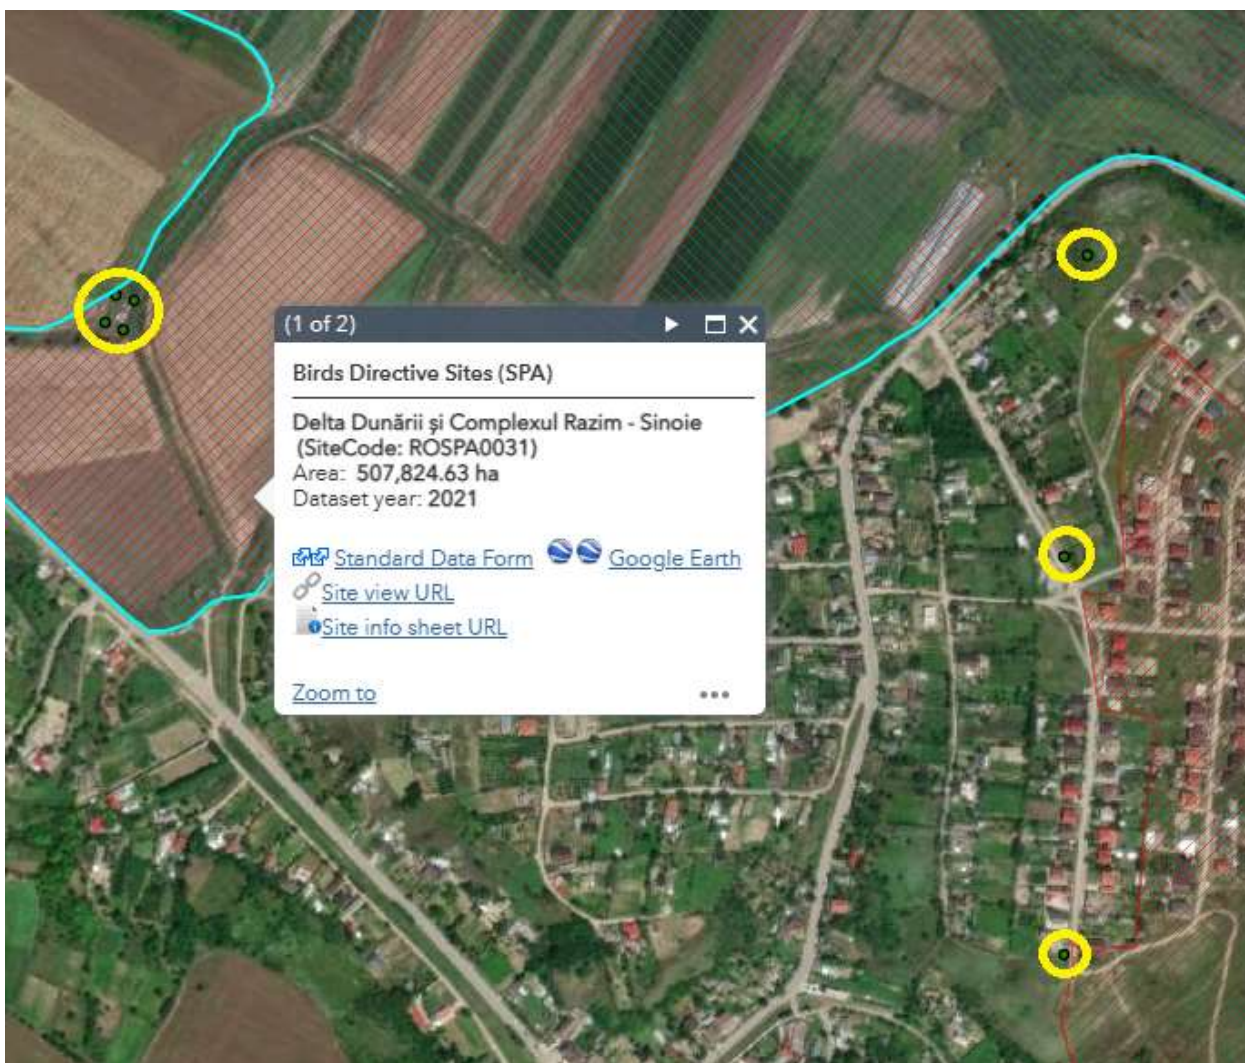 (1 of 2)
Birds Directive Sites (SPA)
Delta Dunării şi Complexul Razim - Sinoie
(SiteCode: ROSPA0031)
Area: 507,824.63 ha
Dataset year: 2021
Standard Data Form Google Earth
Site view URL
Site info sheet URL
Zoom to